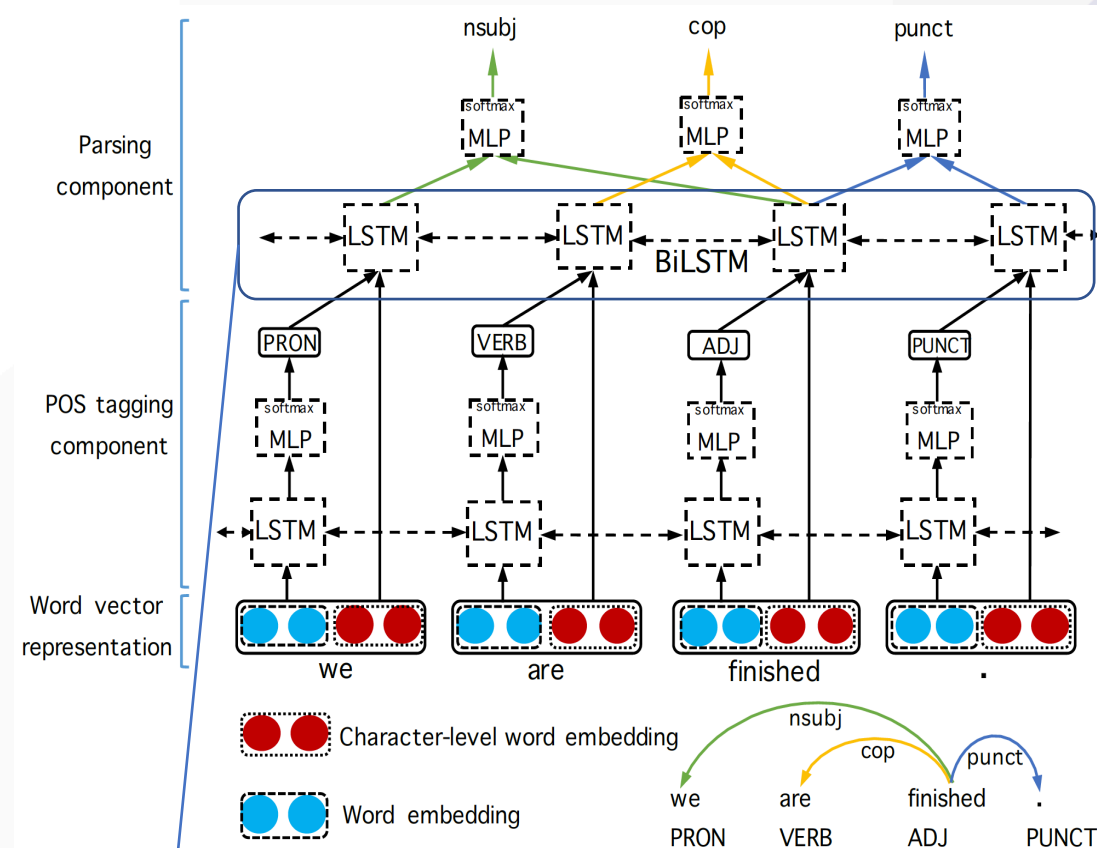 nsubj cop punct
softmax softmax softmax
MLP MLP MLP
Parsing
component
LSTM LSTM LSTM LSTM
BiLSTM
PRON VERB ADJ PUNCT
POS tagging
component
softmax softmax softmax softmax
MLP MLP MLP MLP
LSTM LSTM LSTM LSTM
Word vector
representation
we are finished .
Character-level word embedding
Word embedding
nsubj
cop punct
we are finished .
PRON VERB ADJ PUNCT